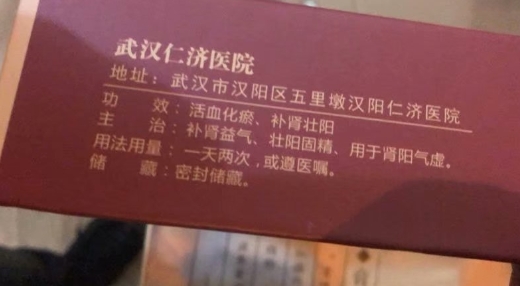 武汉仁济医院
地址：武汉市汉阳区五里墩汉阳仁济医院
功　效：活血化瘀、补肾壮阳
主　治：补肾益气、壮阳固精、用于肾阳气虚。
用法用量：一天两次，或遵医嘱。
储　藏：密封储藏。